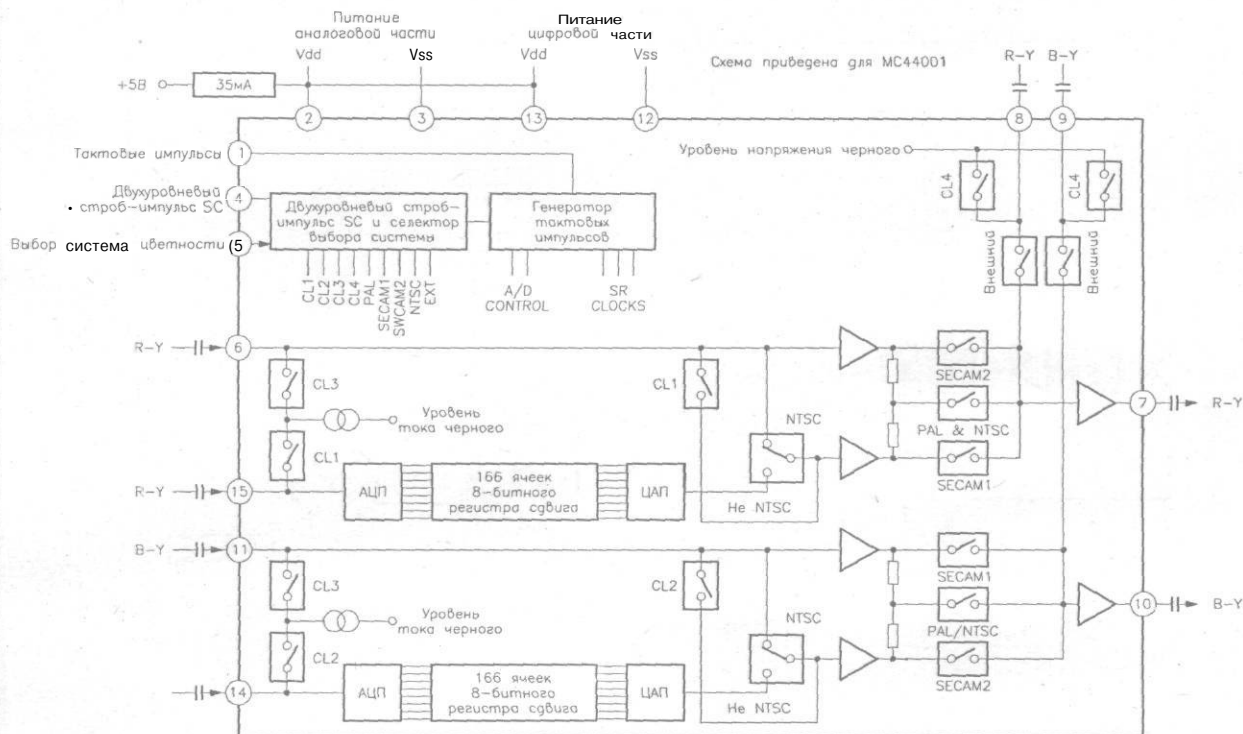 Питание
аналоговой части
Vdd
Vss
Питание
цифровой части
Vdd
Vss
Схема приведена для MC44001
R-Y
B-Y
+5В
35мА
2
3
13
12
8
9
Тактовые импульсы
1
Уровень напряжения черного
CL4
CL4
Двухуровневый
строб-импульс SC
4
Двухуровневый строб-
импульс SC и селектор
выбора системы
Генератор
тактовых
импульсов
Выбор система цветности
(5
Внешний
Внешний
CL1
CL2
CL3
CL4
PAL
SECAM1
SWCAM2
NTSC
EXT
A/D
CONTROL
SR
CLOCKS
R-Y
6
CL3
CL1
SECAM2
Уровень
тока черного
NTSC
PAL & NTSC
7
R-Y
CL1
SECAM1
R-Y
15
АЦП
166 ячеек
8-битного
регистра сдвига
ЦАП
Не NTSC
B-Y
11
CL3
CL2
SECAM1
Уровень
тока черного
NTSC
PAL/NTSC
10
B-Y
CL2
SECAM2
14
АЦП
166 ячеек
8-битного
регистра сдвига
ЦАП
Не NTSC